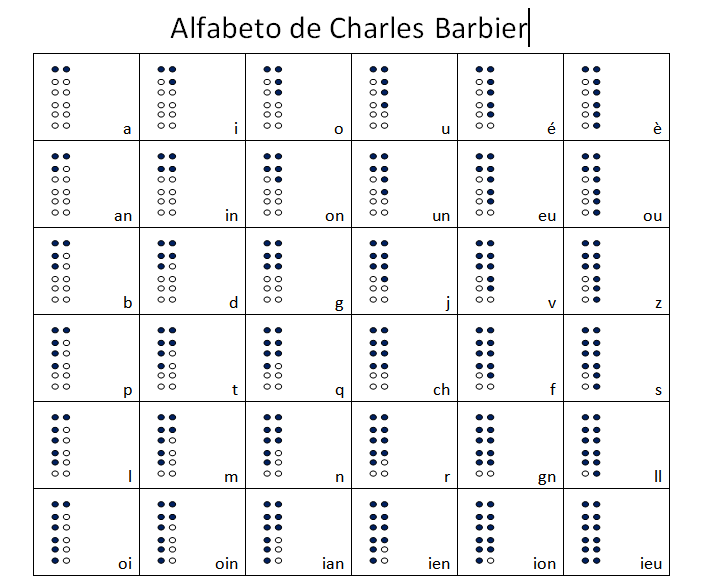 Alfabeto de Charles Barbier
a i o u é è
an in on un eu ou
b d g j v z
p t q ch f s
l m n r gn ll
oi oin ian ien ion ieu